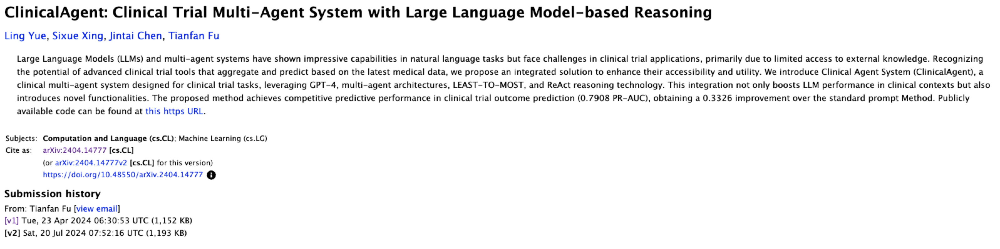 ClinicalAgent: Clinical Trial Multi-Agent System with Large Language Model-based Reasoning
Ling Yue, Sixue Xing, Jintai Chen, Tianfan Fu
Large Language Models (LLMs) and multi-agent systems have shown impressive capabilities in natural language tasks but face challenges in clinical trial applications, primarily due to limited access to external knowledge. Recognizing
the potential of advanced clinical trial tools that aggregate and predict based on the latest medical data, we propose an integrated solution to enhance their accessibility and utility. We introduce Clinical Agent System (ClinicalAgent), a
clinical multi-agent system designed for clinical trial tasks, leveraging GPT-4, multi-agent architectures, LEAST-TO-MOST, and ReAct reasoning technology. This integration not only boosts LLM performance in clinical contexts but also
introduces novel functionalities. The proposed method achieves competitive predictive performance in clinical trial outcome prediction (0.7908 PR-AUC), obtaining a 0.3326 improvement over the standard prompt Method. Publicly
available code can be found at this https URL.
Subjects: Computation and Language (cs.CL); Machine Learning (cs.LG)
Cite as: arXiv:2404.14777 [cs.CL]
(or arXiv:2404.14777v2 [cs.CL] for this version)
https://doi.org/10.48550/arXiv.2404.14777
Submission history
From: Tianfan Fu [view email]
[v1] Tue, 23 Apr 2024 06:30:53 UTC (1,152 KB)
[v2] Sat, 20 Jul 2024 07:52:16 UTC (1,193 KB)